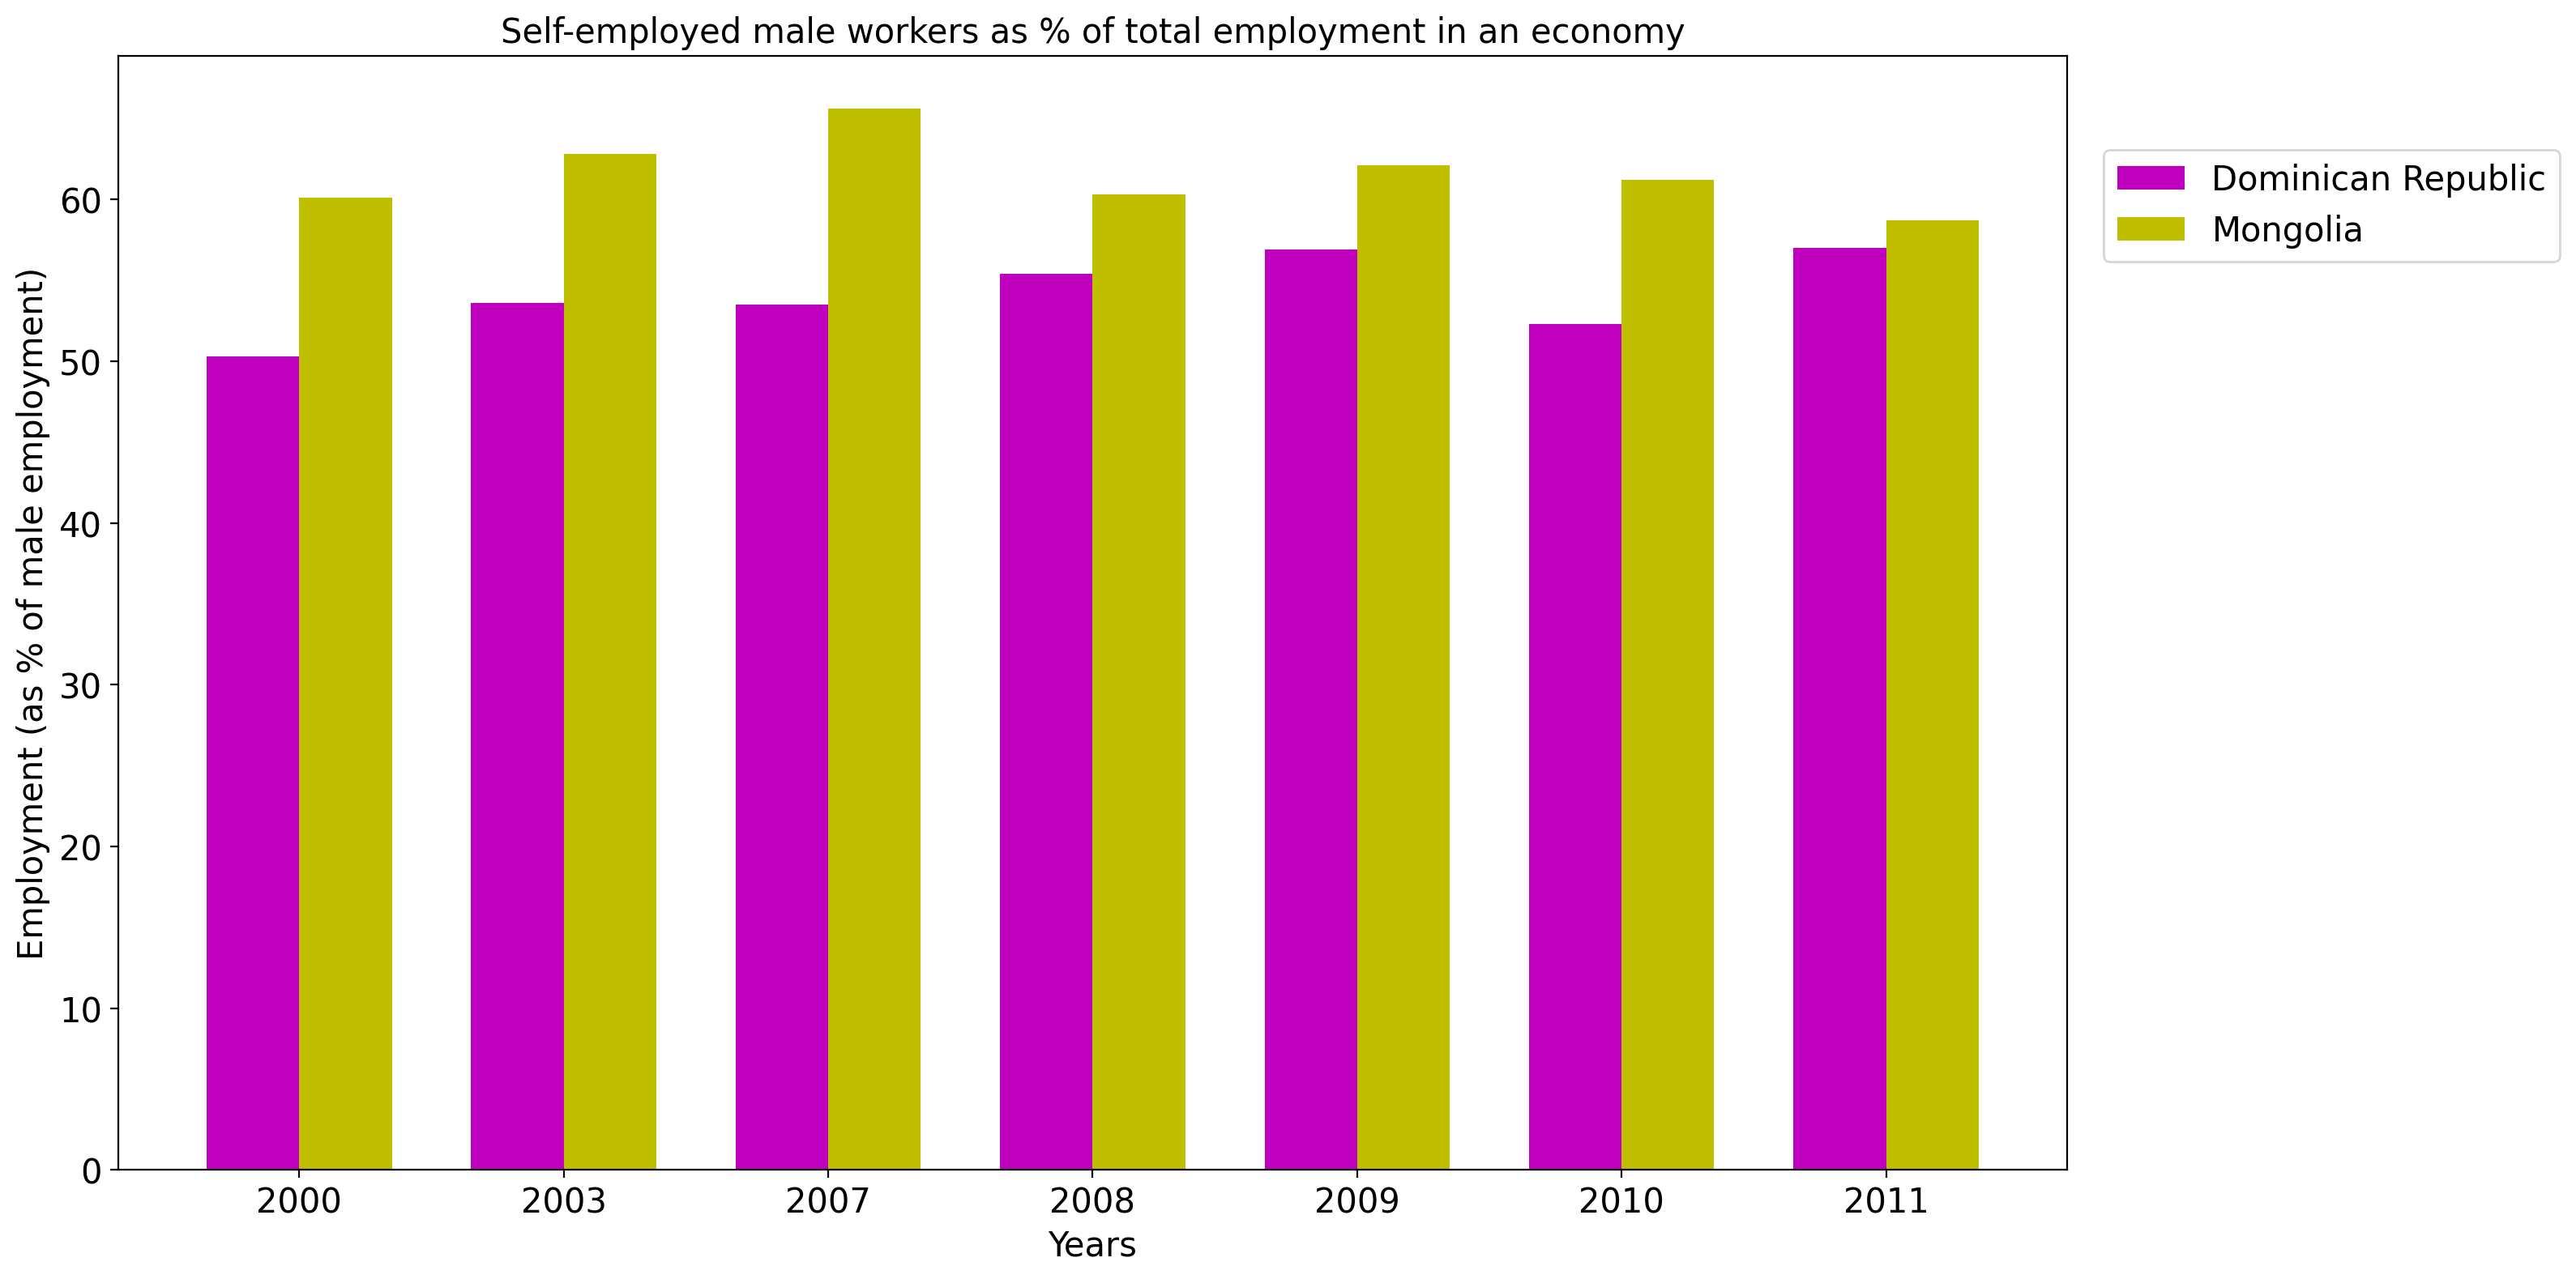 Self-employed male workers as % of total employment in an economy
Employment (as % of male employment)
60
50
40
30
20
10
0
2000 2003 2007 2008 2009 2010 2011
Years
Dominican Republic
Mongolia